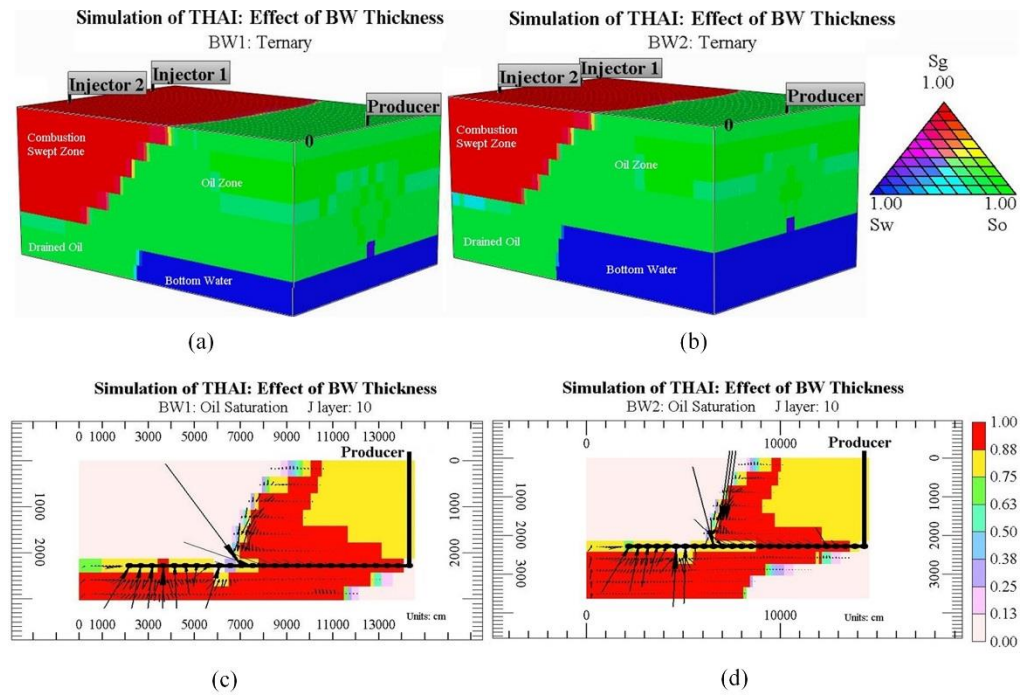 Simulation of THAI: Effect of BW Thickness
BW1: Ternary
Injector 1
Injector 2
Producer
0
Combustion
Swept Zone
Oil Zone
Drained Oil
Bottom Water
(a)
Simulation of THAI: Effect of BW Thickness
BW2: Ternary
Injector 1
Injector 2
Producer
0
Combustion
Swept Zone
Oil Zone
Drained Oil
Bottom Water
(b)
Sg
1.00
1.00 1.00
Sw So
Simulation of THAI: Effect of BW Thickness
BW1: Oil Saturation J layer: 10
0 1000 3000 5000 7000 9000 11000 13000
Producer
0
1000
2000
0
1000
2000
Units: cm
0 1000 3000 5000 7000 9000 11000 13000
(c)
Simulation of THAI: Effect of BW Thickness
BW2: Oil Saturation J layer: 10
0 10000
Producer
0
1000
2000
3000
0
1000
2000
3000
Units: cm
0 10000
(d)
1.00
0.88
0.75
0.63
0.50
0.38
0.25
0.13
0.00